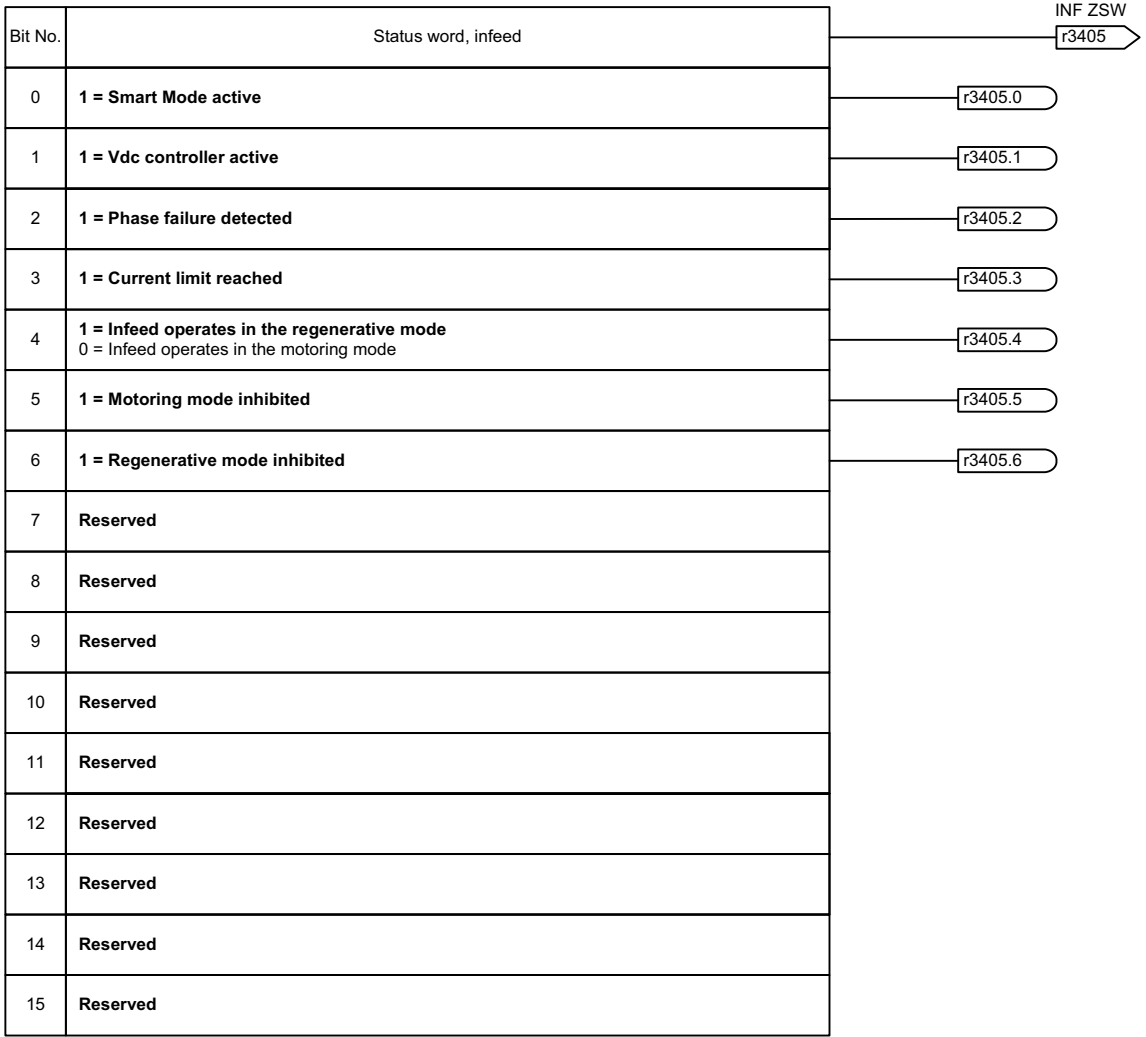 INF ZSW
Bit No. Status word, infeed r3405
0 1 = Smart Mode active r3405.0
1 1 = Vdc controller active r3405.1
2 1 = Phase failure detected r3405.2
3 1 = Current limit reached r3405.3
4 1 = Infeed operates in the regenerative mode r3405.4
0 = Infeed operates in the motoring mode
5 1 = Motoring mode inhibited r3405.5
6 1 = Regenerative mode inhibited r3405.6
7 Reserved
8 Reserved
9 Reserved
10 Reserved
11 Reserved
12 Reserved
13 Reserved
14 Reserved
15 Reserved